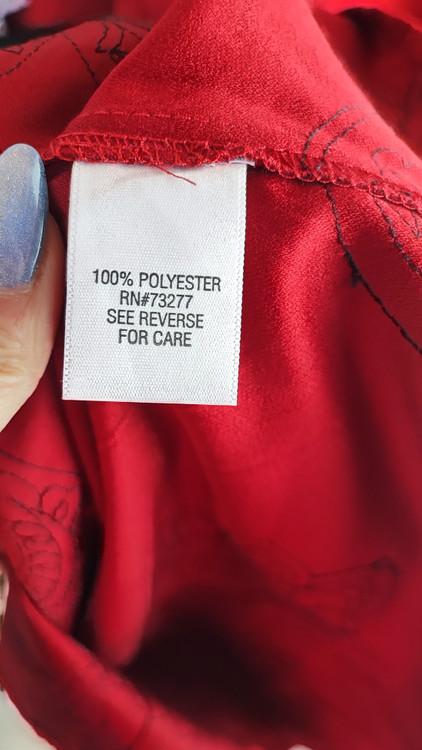 100% POLYESTER
RN#73277
SEE REVERSE
FOR CARE